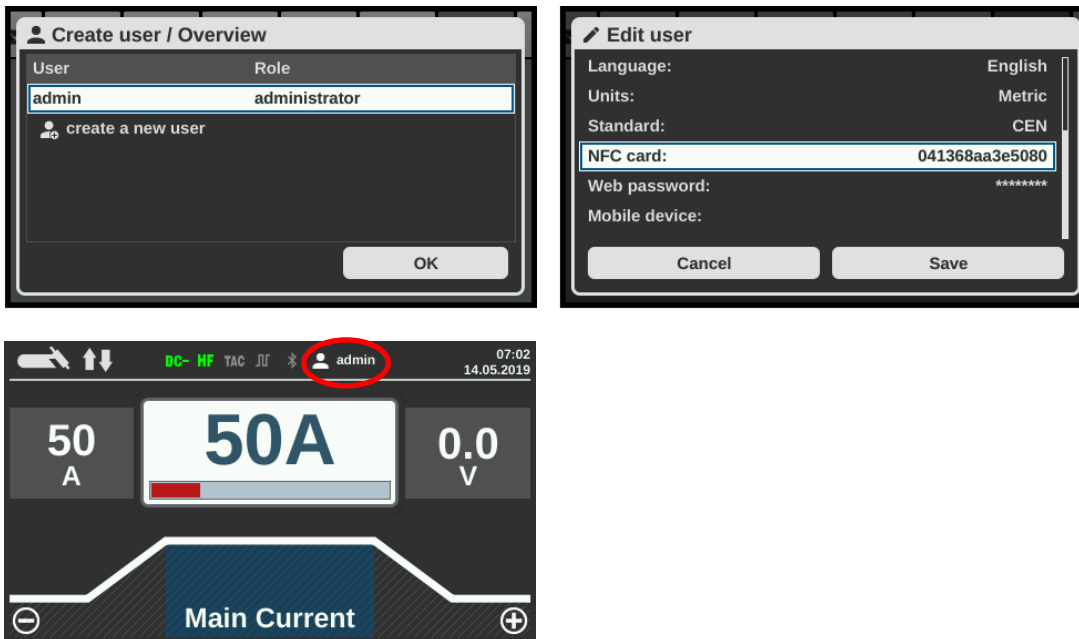 Create user / Overview
User Role
admin administrator
create a new user
OK
Edit user
Language: English
Units: Metric
Standard: CEN
NFC card: 041368aa3e5080
Web password: ********
Mobile device:
Cancel Save
DC- HF TAC admin 07:02
14.05.2019
50 50A 0.0
A V
Main Current